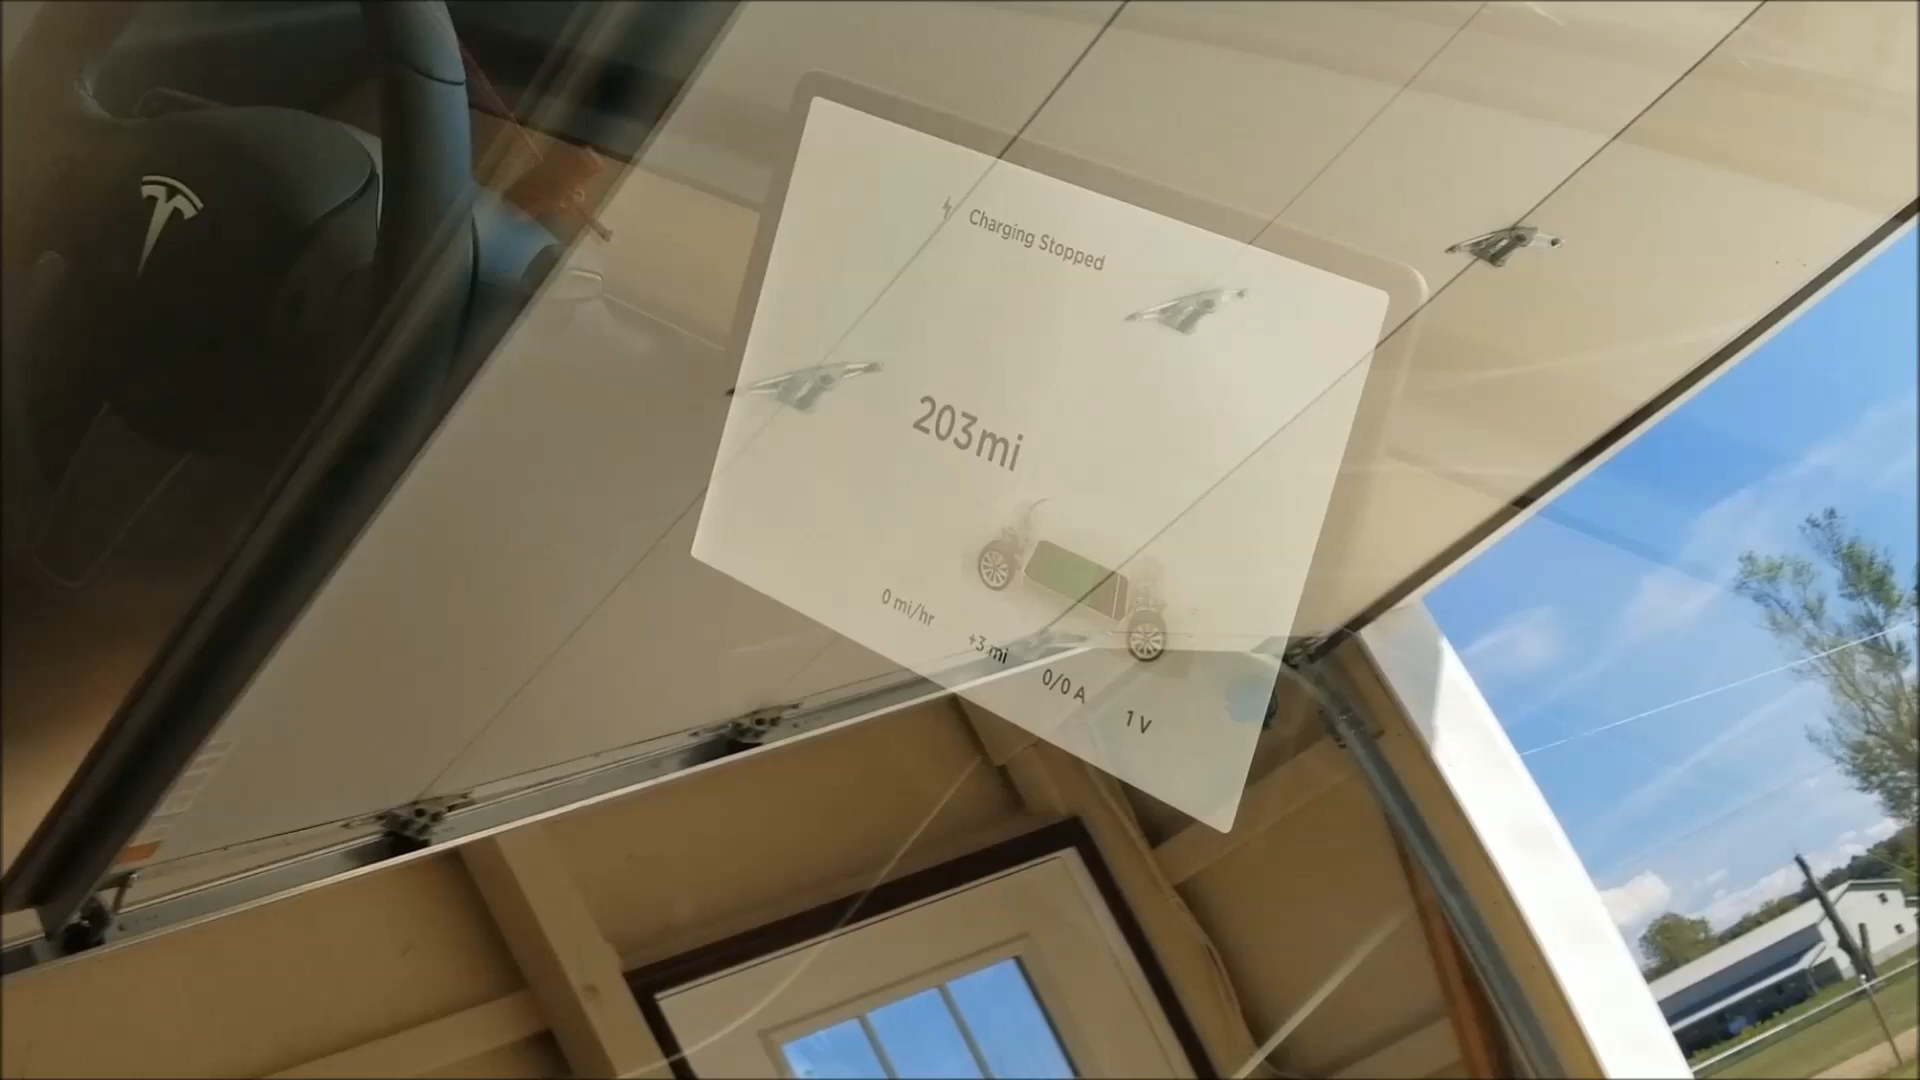 Charging Stopped
203mi
0 mi/hr
+3 mi
0/0 A
1 V